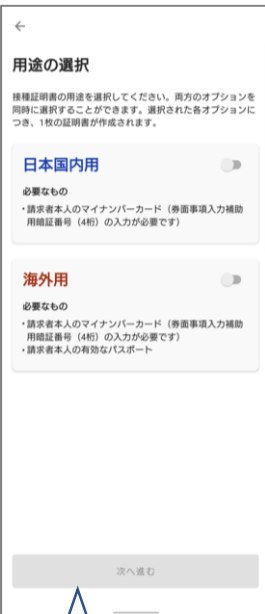 用途の選択
接種証明書の用途を選択してください。両方のオプションを
同時に選択することができます。選択された各オプションに
つき、1枚の証明書が作成されます。
日本国内用
必要なもの
・請求者本人のマイナンバーカード（券面事項入力補助
用暗証番号（4桁）の入力が必要です）
海外用
必要なもの
・請求者本人のマイナンバーカード（券面事項入力補助
用暗証番号（4桁）の入力が必要です）
・請求者本人の有効なパスポート
次へ進む